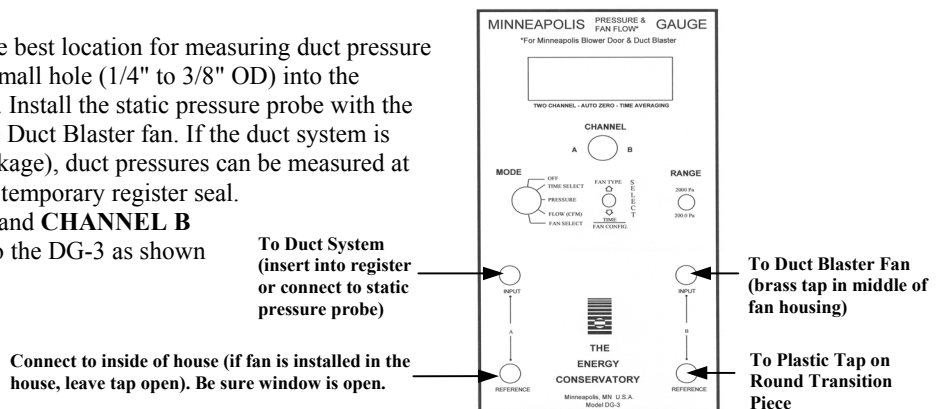 e best location for measuring duct pressure
mall hole (1/4" to 3/8" OD) into the
. Install the static pressure probe with the
Duct Blaster fan. If the duct system is
kage), duct pressures can be measured at
temporary register seal.
and CHANNEL B
o the DG-3 as shown
To Duct System
(insert into register
or connect to static
pressure probe)
Connect to inside of house (if fan is installed in the
house, leave tap open). Be sure window is open.
MINNEAPOLIS PRESSURE & FAN FLOW* GAUGE
*For Minneapolis Blower Door & Duct Blaster
TWO CHANNEL - AUTO ZERO - TIME AVERAGING
CHANNEL
A B
MODE
OFF
TIME SELECT
PRESSURE
FLOW (CFM)
FAN SELECT
FAN TYPE
SELECT
TIME
FAN CONFIG.
RANGE
2000 Pa
200.0 Pa
INPUT
A
REFERENCE
INPUT
B
REFERENCE
THE
ENERGY
CONSERVATORY
Minneapolis, MN U.S.A.
Model DG-3
To Duct Blaster Fan
(brass tap in middle of
fan housing)
To Plastic Tap on
Round Transition
Piece